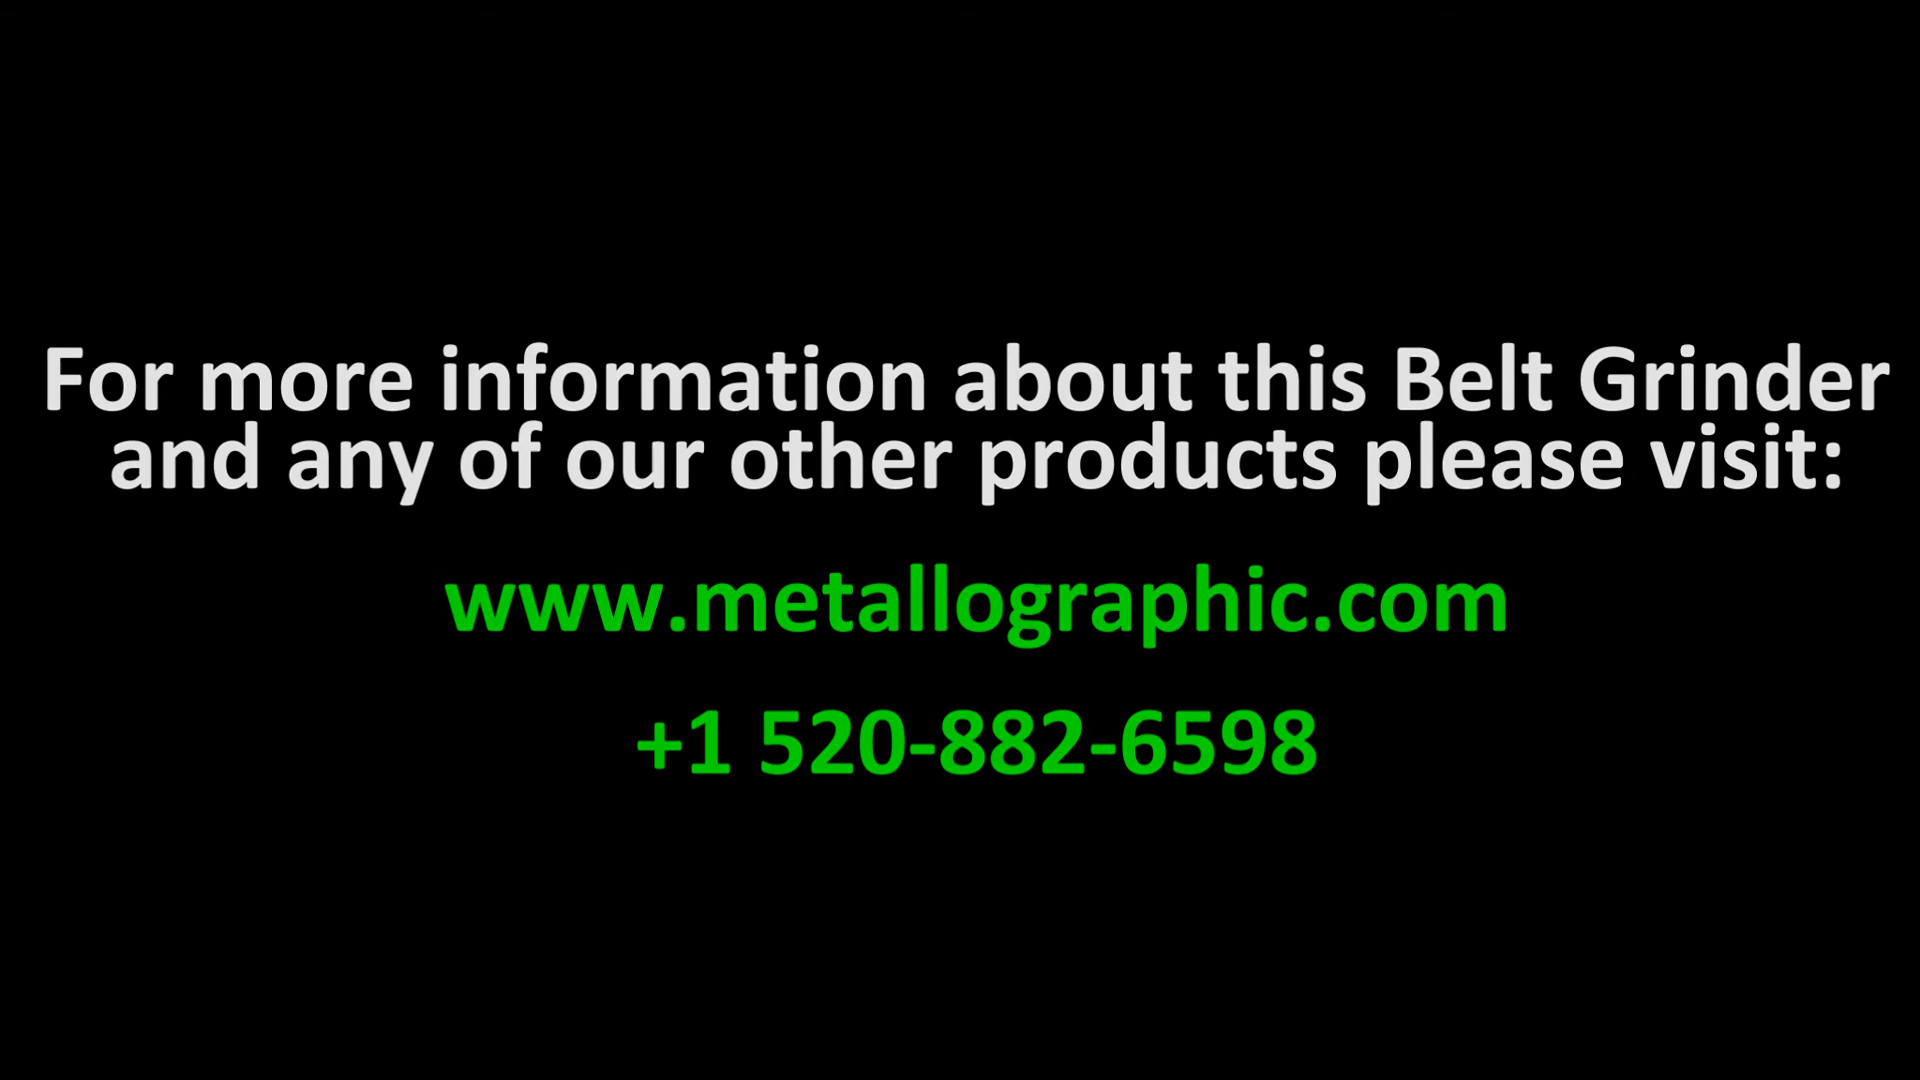 For more information about this Belt Grinder
and any of our other products please visit:
www.metallographic.com
+1 520-882-6598